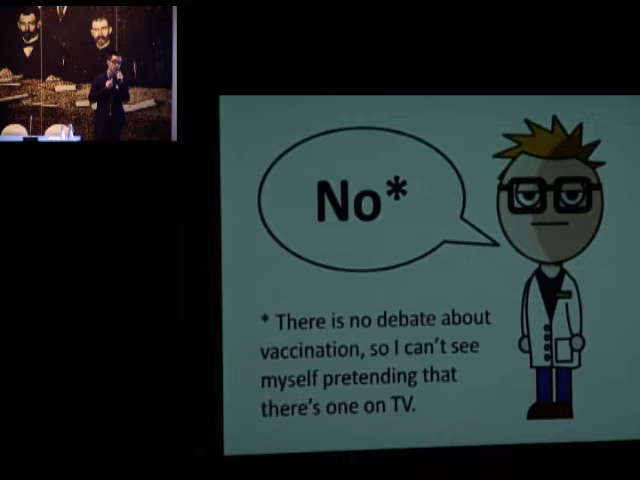 No*
* There is no debate about
vaccination, so I can't see
myself pretending that
there's one on TV.